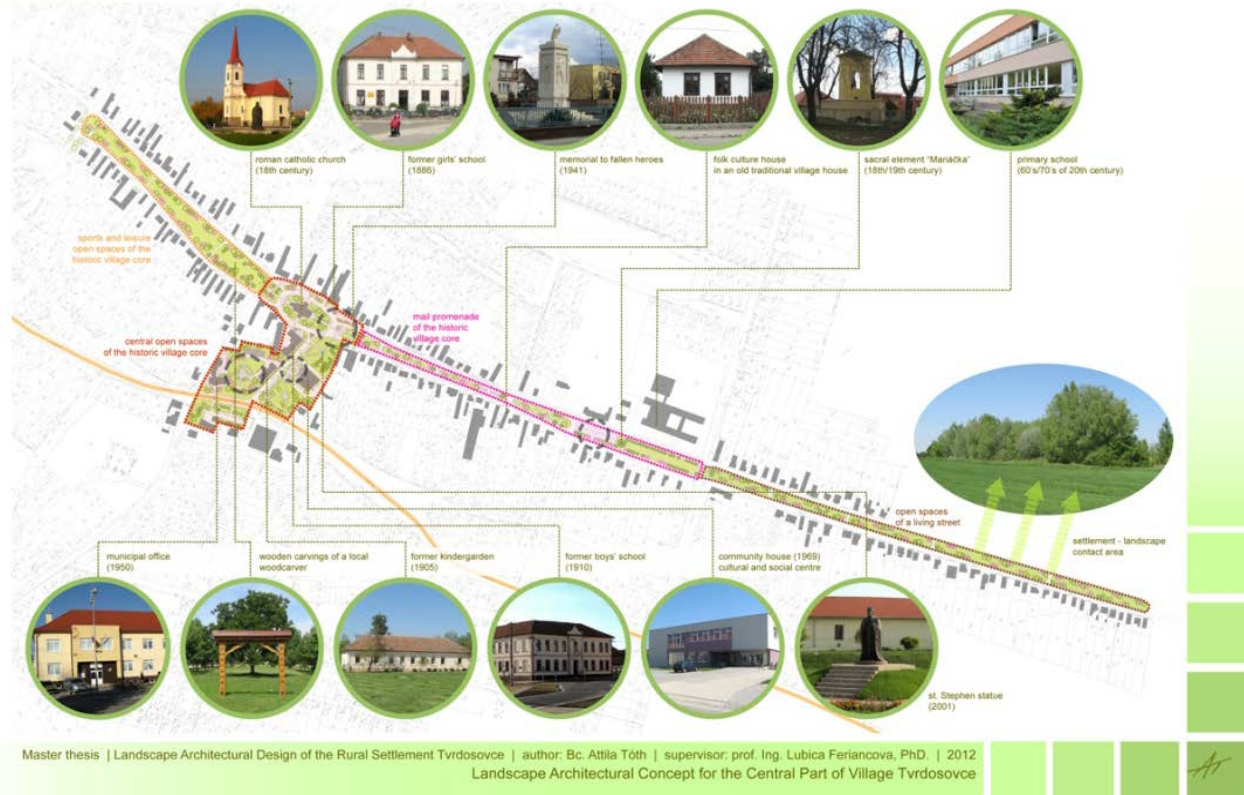 roman catholic church
(18th century)
former girls' school
(1886)
memorial to fallen heroes
(1941)
folk culture house
in an old traditional village house
sacral element "Mariáčka"
(18th/19th century)
primary school
(60's/70's of 20th century)
sports and leisure
open spaces of the
historic village core
central open spaces
of the historic village core
mail promenade
of the historic
village core
open spaces
of a living street
settlement - landscape
contact area
municipal office
(1950)
wooden carvings of a local
woodcarver
former kindergarden
(1905)
former boys' school
(1910)
community house (1969)
cultural and social centre
st. Stephen statue
(2001)
Master thesis | Landscape Architectural Design of the Rural Settlement Tvrdosovce | author: Bc. Attila Tóth | supervisor: prof. Ing. Lubica Feriancova, PhD. | 2012
Landscape Architectural Concept for the Central Part of Village Tvrdosovce
AT